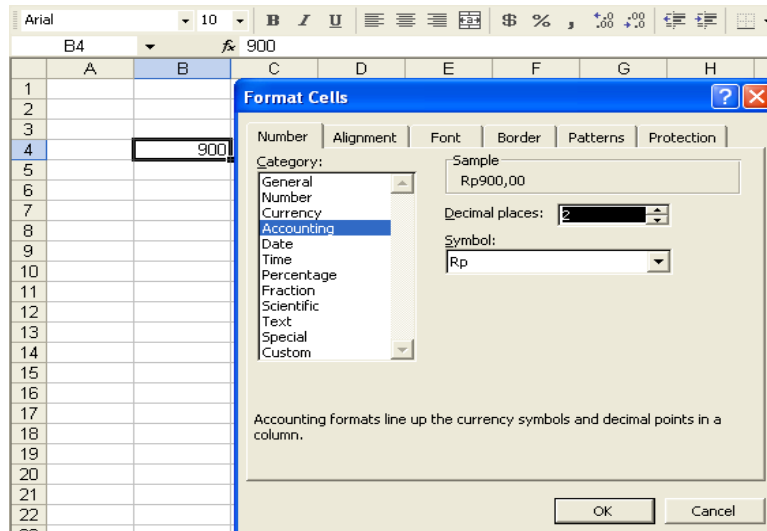 Arial 10 B I U $ % ,
B4 fx 900
A B C D E F G H
1
2
3
4 900
5
6
7
8
9
10
11
12
13
14
15
16
17
18
19
20
21
22
Format Cells
Number Alignment Font Border Patterns Protection
Category:
General
Number
Currency
Accounting
Date
Time
Percentage
Fraction
Scientific
Text
Special
Custom
Sample
Rp900,00
Decimal places: 2
Symbol:
Rp
Accounting formats line up the currency symbols and decimal points in a
column.
OK Cancel